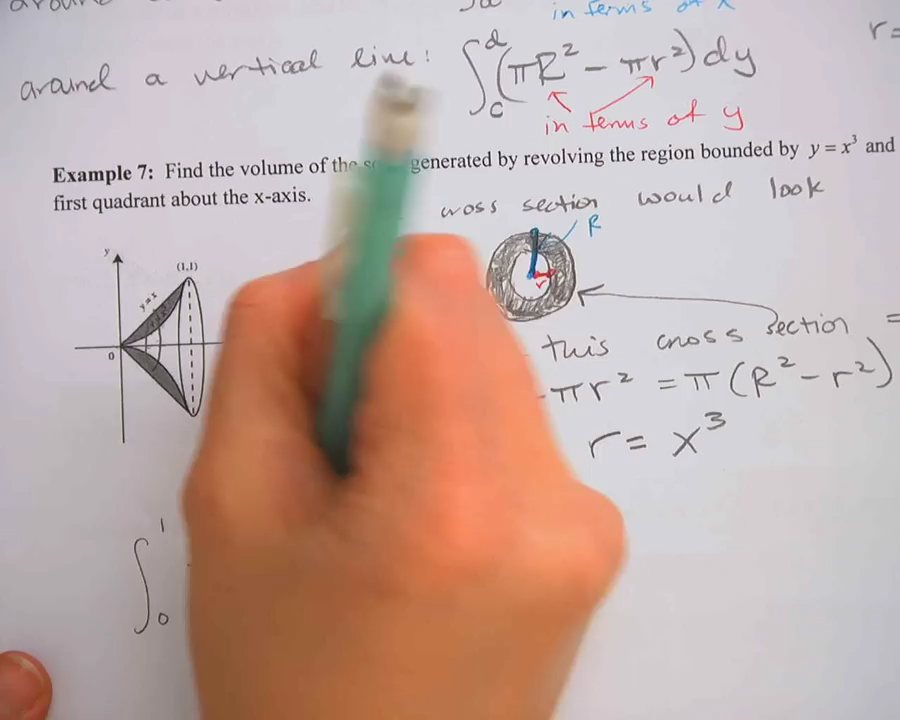 in terms of x
r=
around a vertical line: ∫_c^d (πR² − πr²) dy
in terms of y
Example 7: Find the volume of the generated by revolving the region bounded by y = x³ and
first quadrant about the x-axis.
cross section would look
R
r
y
(1,1)
y=x
0
this cross section =
πr² = π(R² − r²)
r = x³
∫_0^1